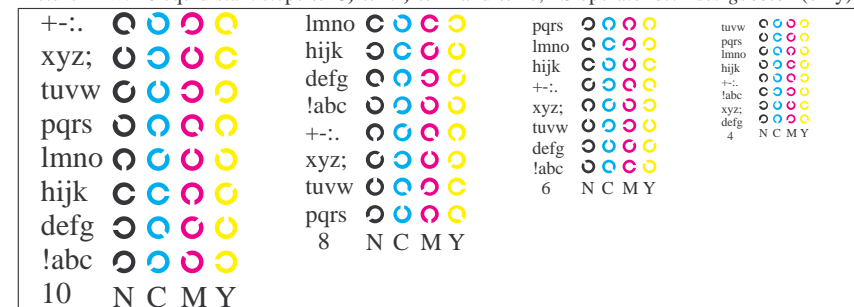 +-:.
xyz;
tuvw
pqrs
lmno
hijk
defg
!abc
10 N C M Y
lmno
hijk
defg
!abc
+-:.
xyz;
tuvw
pqrs
8 N C M Y
pqrs
lmno
hijk
+-:.
xyz;
tuvw
defg
!abc
6 N C M Y
tuvw
pqrs
lmno
hijk
+-:.
!abc
xyz;
defg
4 N C M Y